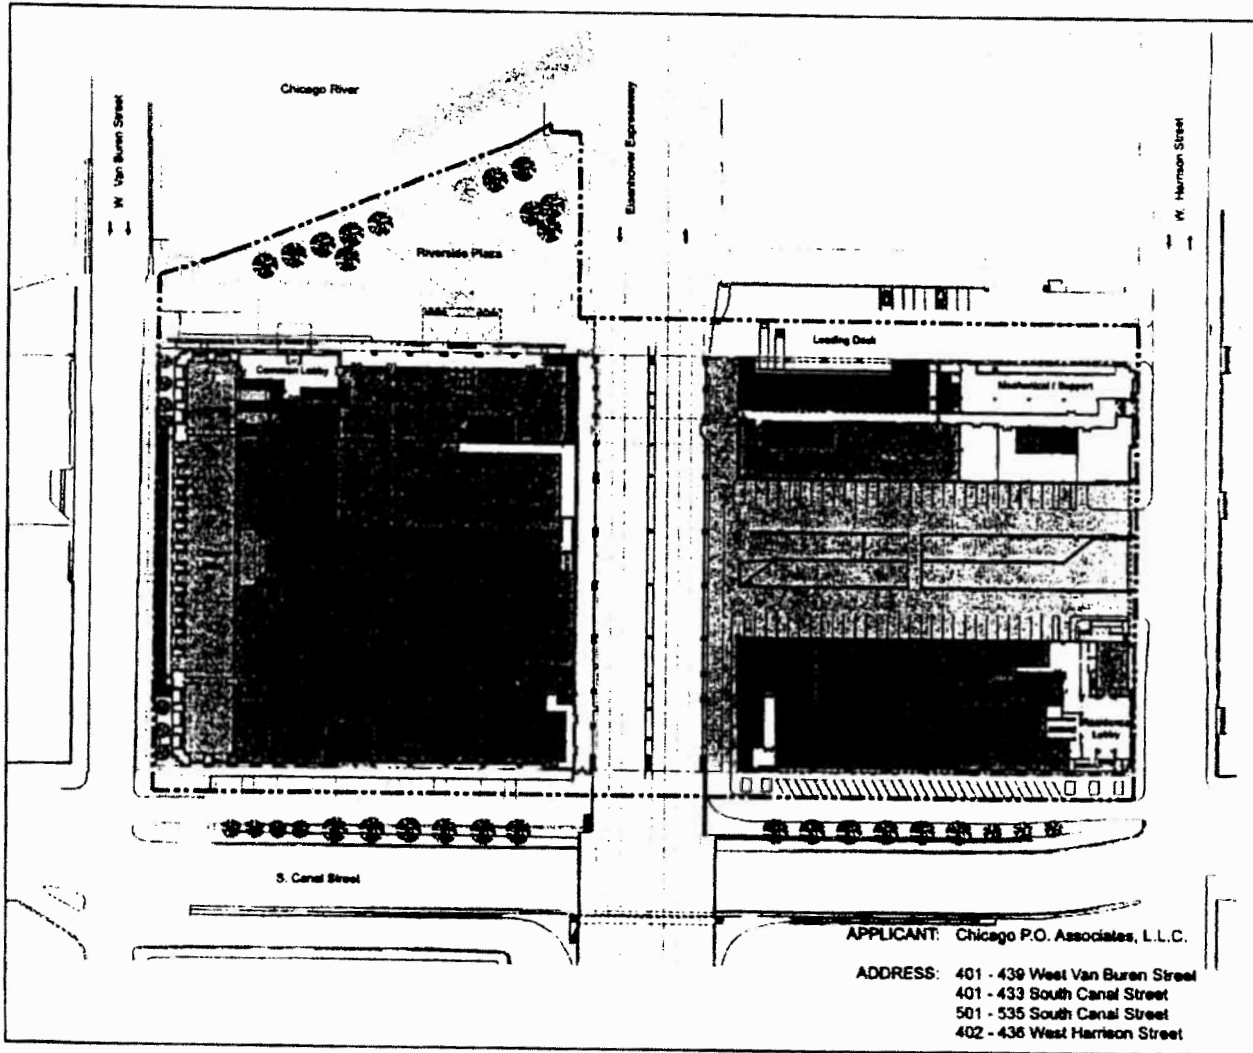 Chicago River
W. Van Buren Street
Eisenhower Expressway
W. Harrison Street
Riverside Plaza
Loading Dock
Common Lobby
Mechanical / Support
Lobby
S. Canal Street
APPLICANT: Chicago P.O. Associates, L.L.C.
ADDRESS: 401 - 439 West Van Buren Street
401 - 433 South Canal Street
501 - 535 South Canal Street
402 - 436 West Harrison Street